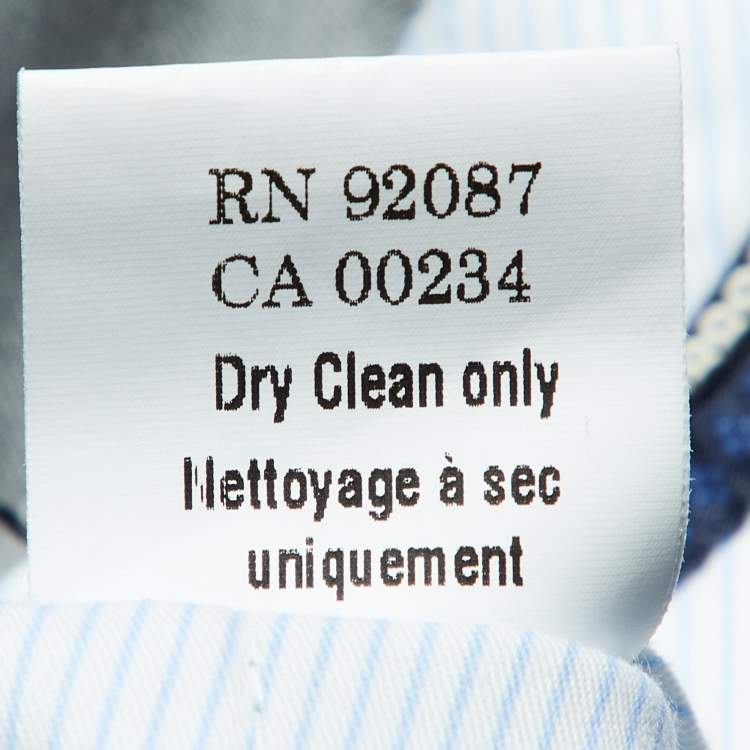 RN 92087
CA 00234
Dry Clean only
Nettoyage à sec
uniquement